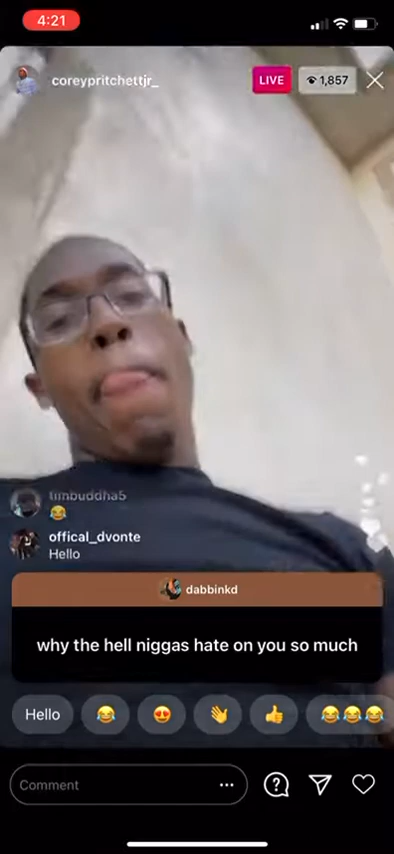 4:21
coreypritchettjr_
LIVE
1,857
timbuddha5
offical_dvonte
Hello
dabbinkd
why the hell niggas hate on you so much
Hello
Comment